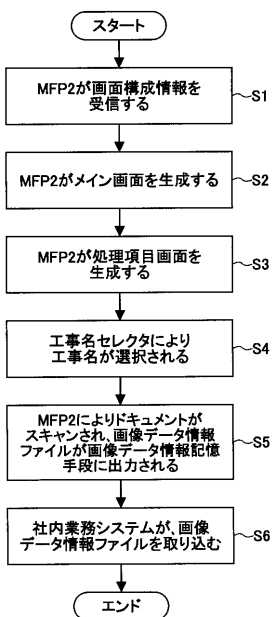 スタート
MFP2が画面構成情報を
受信する
S1
MFP2がメイン画面を生成する
S2
MFP2が処理項目画面を
生成する
S3
工事名セレクタにより
工事名が選択される
S4
MFP2によりドキュメントが
スキャンされ、画像データ情報
ファイルが画像データ情報記憶
手段に出力される
S5
社内業務システムが、画像
データ情報ファイルを取り込む
S6
エンド